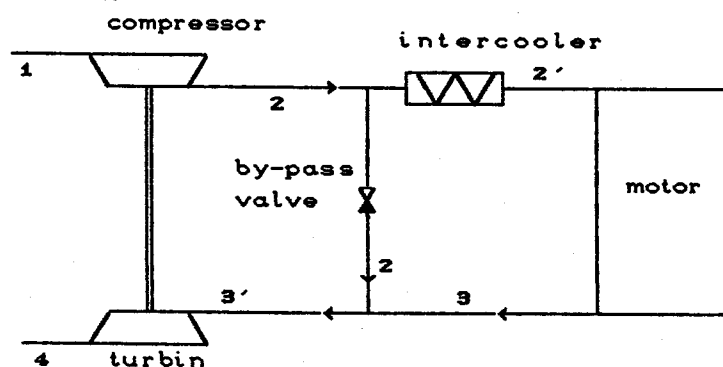 compressor
intercooler
1
2
2'
by-pass
valve
motor
2
3'
3
4
turbin